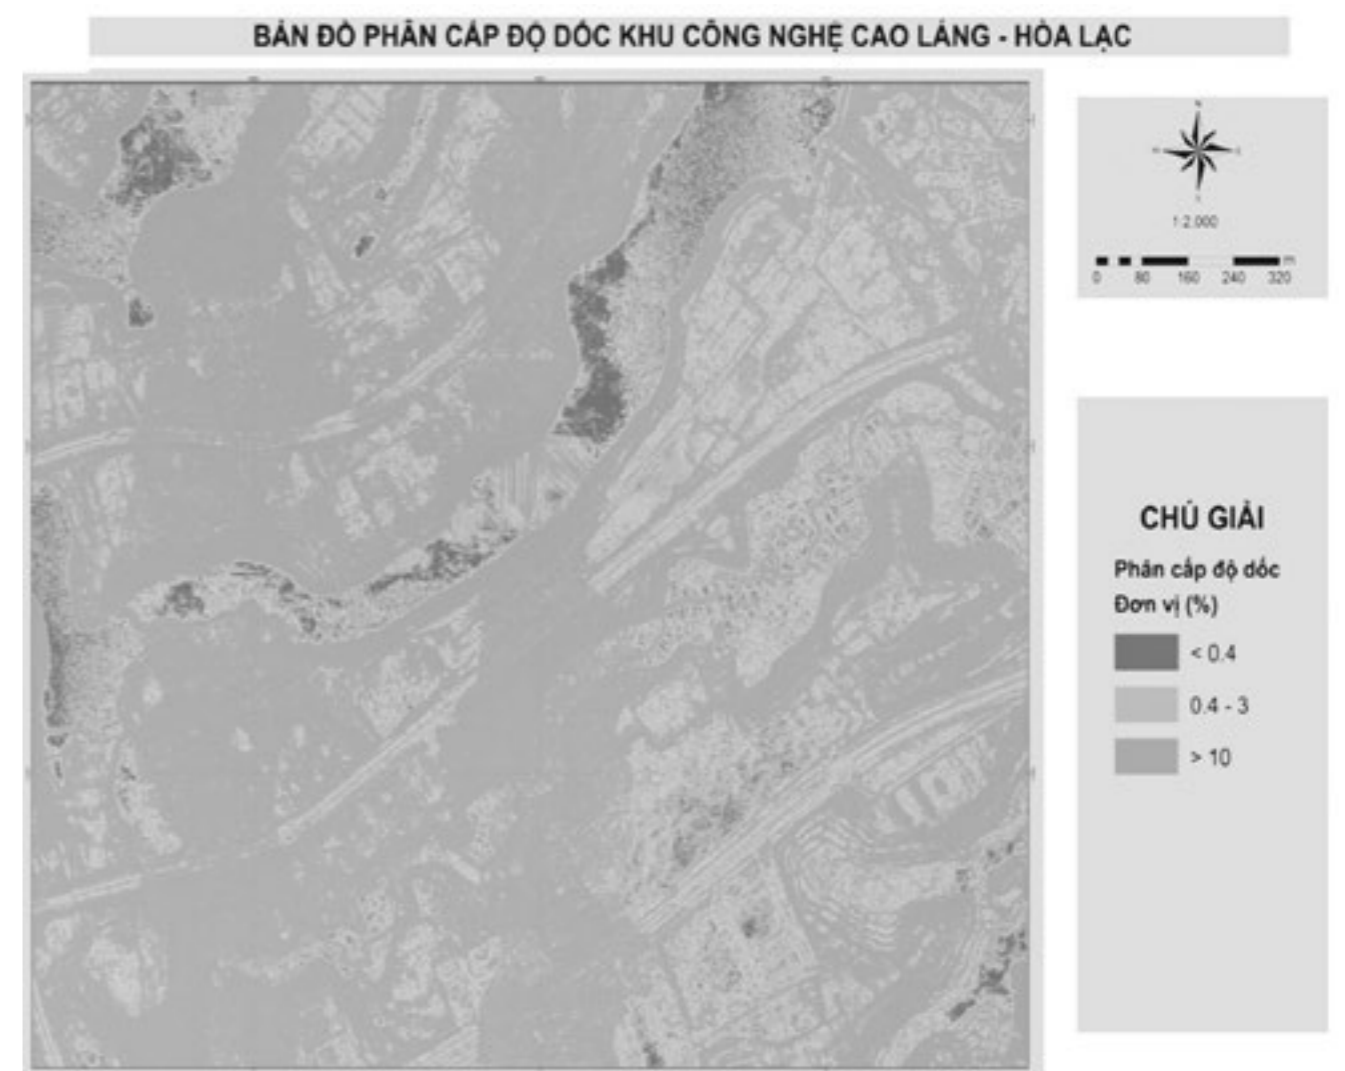 BẢN ĐỒ PHÂN CẤP ĐỘ DỐC KHU CÔNG NGHỆ CAO LÁNG - HÒA LẠC
1:2.000
m
0 80 160 240 320
CHÚ GIẢI
Phân cấp độ dốc
Đơn vị (%)
< 0.4
0.4 - 3
> 10